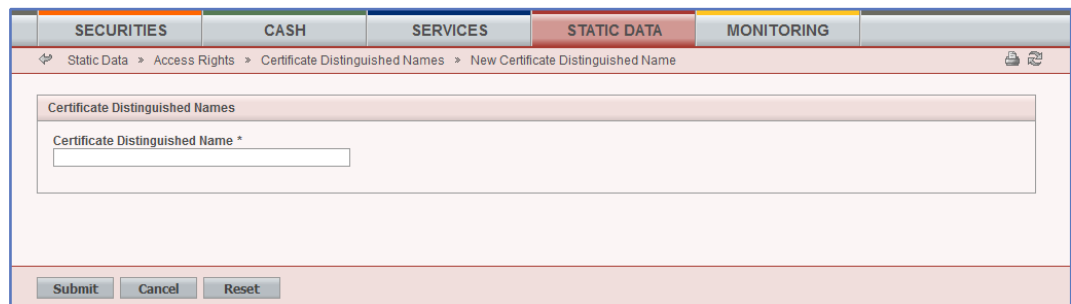 SECURITIES CASH SERVICES STATIC DATA MONITORING
Static Data » Access Rights » Certificate Distinguished Names » New Certificate Distinguished Name
Certificate Distinguished Names
Certificate Distinguished Name *
Submit Cancel Reset